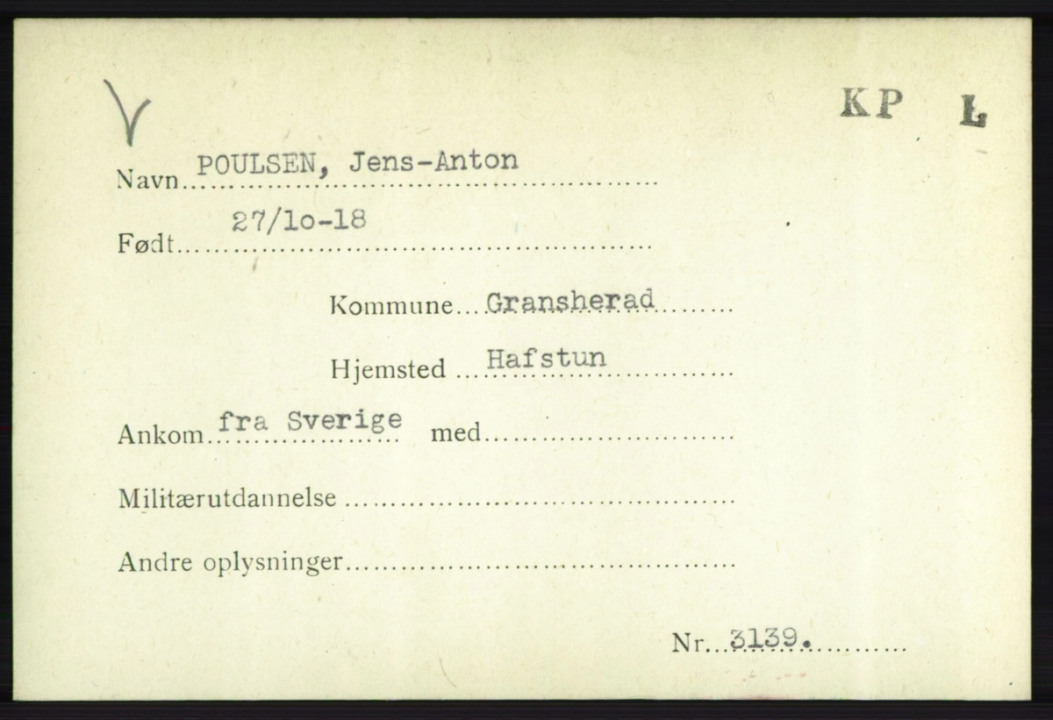 V
KP L
Navn POULSEN, Jens-Anton
Født 27/lo-18
Kommune Gransherad
Hjemsted Hafstun
Ankom fra Sverige med
Militærutdannelse
Andre oplysninger
Nr. 3139.